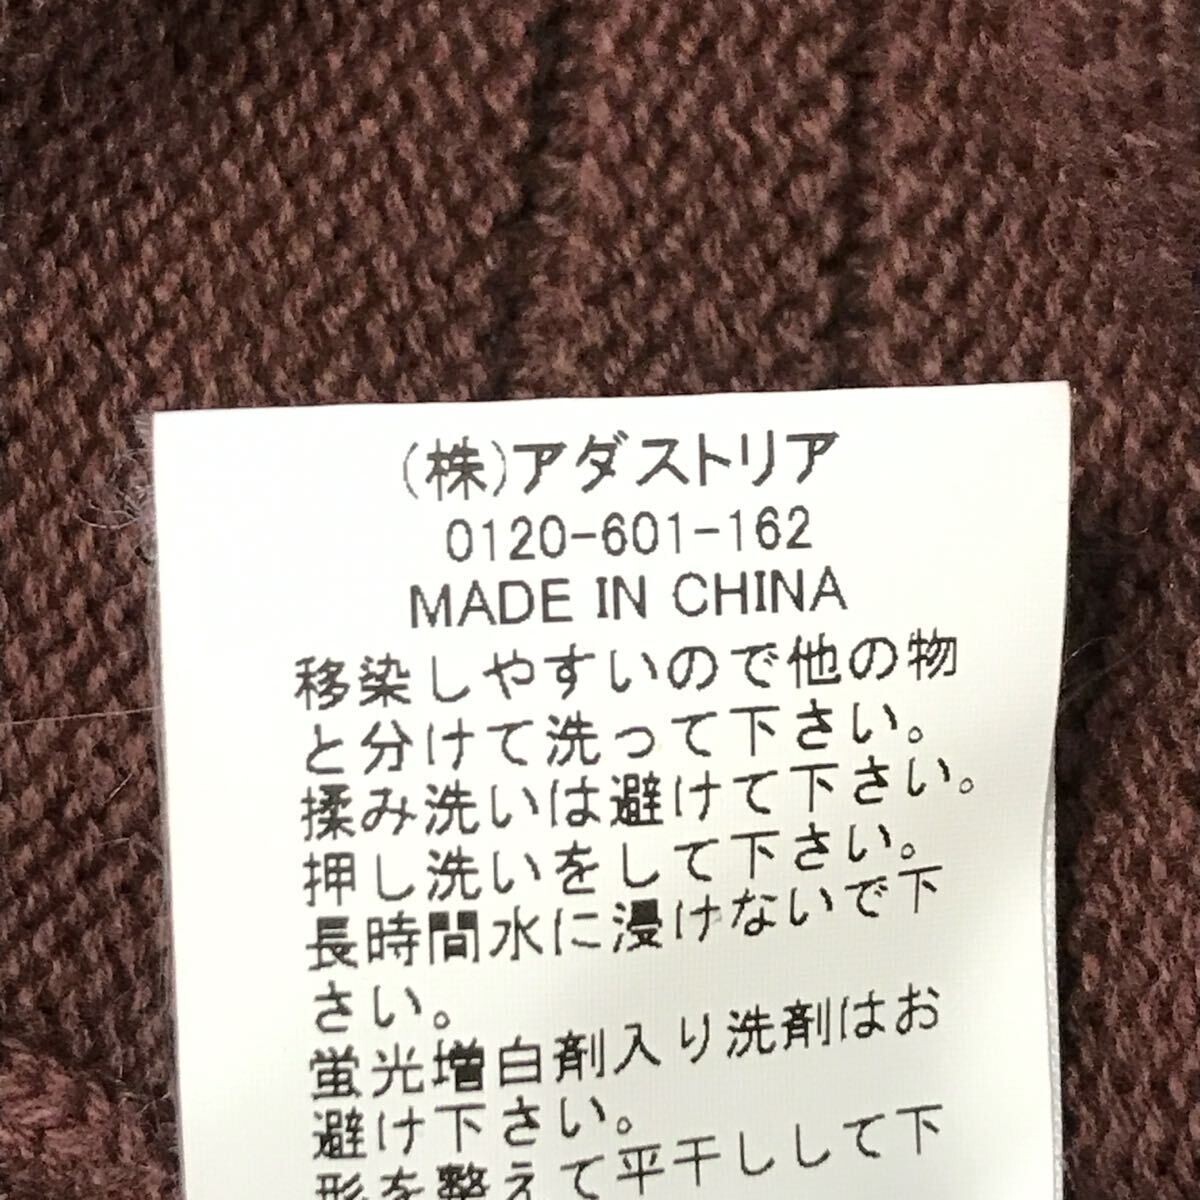 (株)アダストリア
0120-601-162
MADE IN CHINA
移染しやすいので他の物
と分けて洗って下さい。
揉み洗いは避けて下さい。
押し洗いをして下さい。
長時間水に浸けないで下
さい。
蛍光増白剤入り洗剤はお
避け下さい。
形を整えて平干しして下